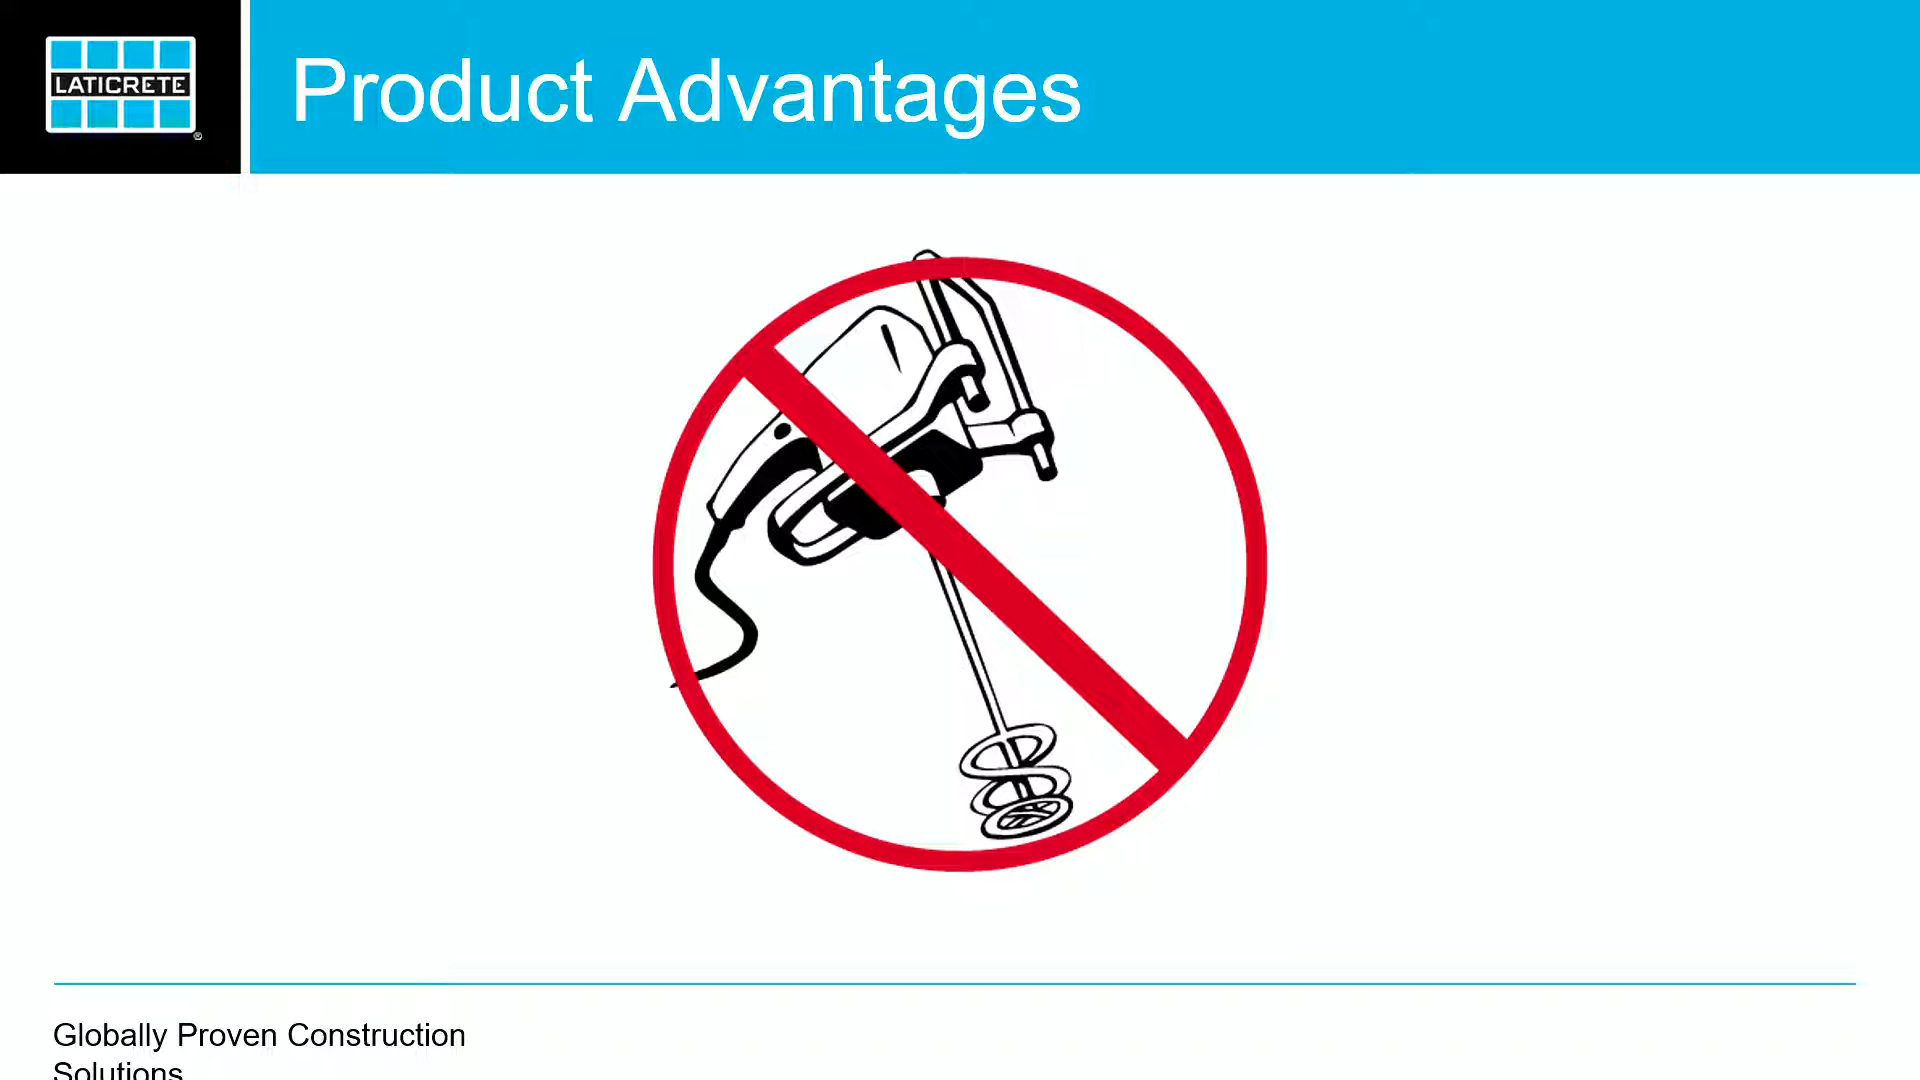 LATICRETE
®
Product Advantages
Globally Proven Construction
Solutions